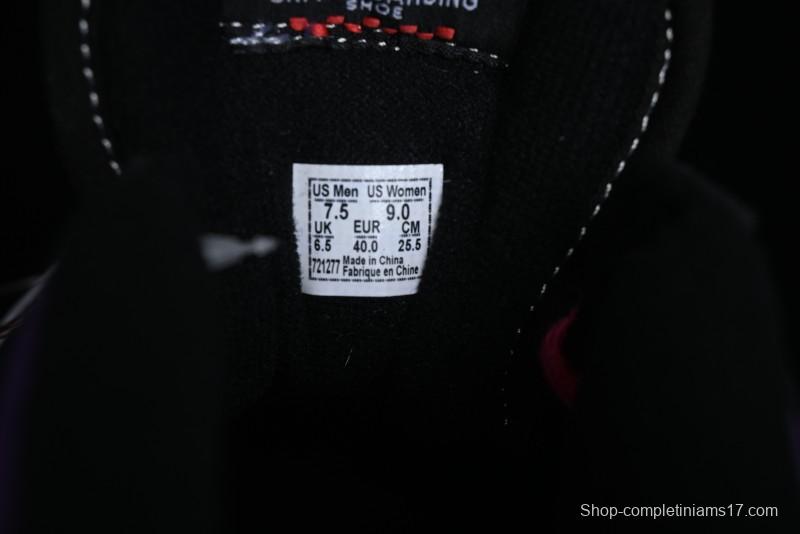 SHOE
US Men US Women
7.5 9.0
UK EUR CM
6.5 40.0 25.5
721277 Made in China
Fabrique en Chine
Shop-completiniams17.com